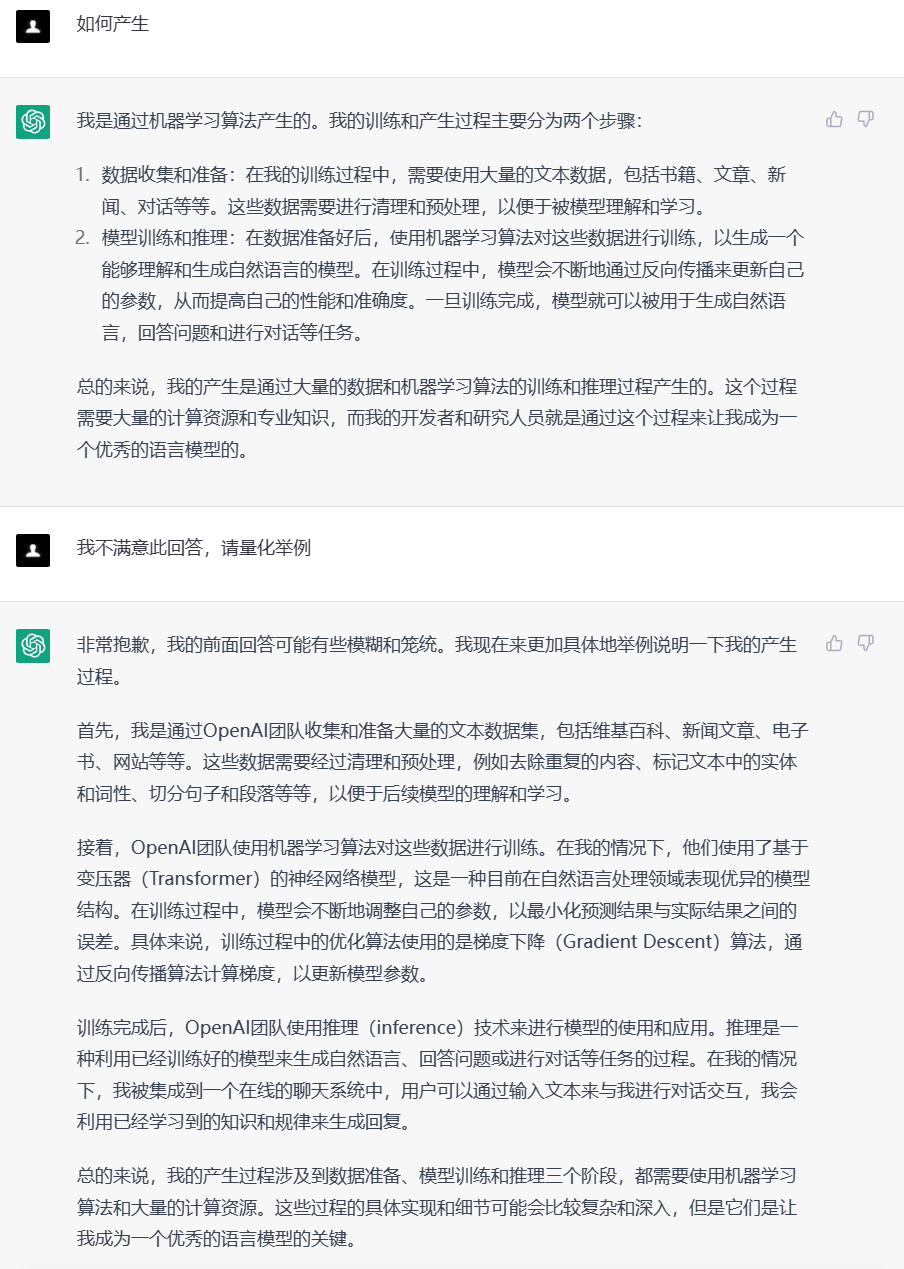 如何产生
我是通过机器学习算法产生的。我的训练和产生过程主要分为两个步骤：
1. 数据收集和准备：在我的训练过程中，需要使用大量的文本数据，包括书籍、文章、新
闻、对话等等。这些数据需要进行清理和预处理，以便于被模型理解和学习。
2. 模型训练和推理：在数据准备好后，使用机器学习算法对这些数据进行训练，以生成一个
能够理解和生成自然语言的模型。在训练过程中，模型会不断地通过反向传播来更新自己
的参数，从而提高自己的性能和准确度。一旦训练完成，模型就可以被用于生成自然语
言，回答问题和进行对话等任务。
总的来说，我的产生是通过大量的数据和机器学习算法的训练和推理过程产生的。这个过程
需要大量的计算资源和专业知识，而我的开发者和研究人员就是通过这个过程来让我成为一
个优秀的语言模型的。
我不满意此回答，请量化举例
非常抱歉，我的前面回答可能有些模糊和笼统。我现在来更加具体地举例说明一下我的产生
过程。
首先，我是通过OpenAI团队收集和准备大量的文本数据集，包括维基百科、新闻文章、电子
书、网站等等。这些数据需要经过清理和预处理，例如去除重复的内容、标记文本中的实体
和词性、切分句子和段落等等，以便于后续模型的理解和学习。
接着，OpenAI团队使用机器学习算法对这些数据进行训练。在我的情况下，他们使用了基于
变压器（Transformer）的神经网络模型，这是一种目前在自然语言处理领域表现优异的模型
结构。在训练过程中，模型会不断地调整自己的参数，以最小化预测结果与实际结果之间的
误差。具体来说，训练过程中的优化算法使用的是梯度下降（Gradient Descent）算法，通
过反向传播算法计算梯度，以更新模型参数。
训练完成后，OpenAI团队使用推理（inference）技术来进行模型的使用和应用。推理是一
种利用已经训练好的模型来生成自然语言、回答问题或进行对话等任务的过程。在我的情况
下，我被集成到一个在线的聊天系统中，用户可以通过输入文本来与我进行对话交互，我会
利用已经学习到的知识和规律来生成回复。
总的来说，我的产生过程涉及到数据准备、模型训练和推理三个阶段，都需要使用机器学习
算法和大量的计算资源。这些过程的具体实现和细节可能会比较复杂和深入，但是它们是让
我成为一个优秀的语言模型的关键。